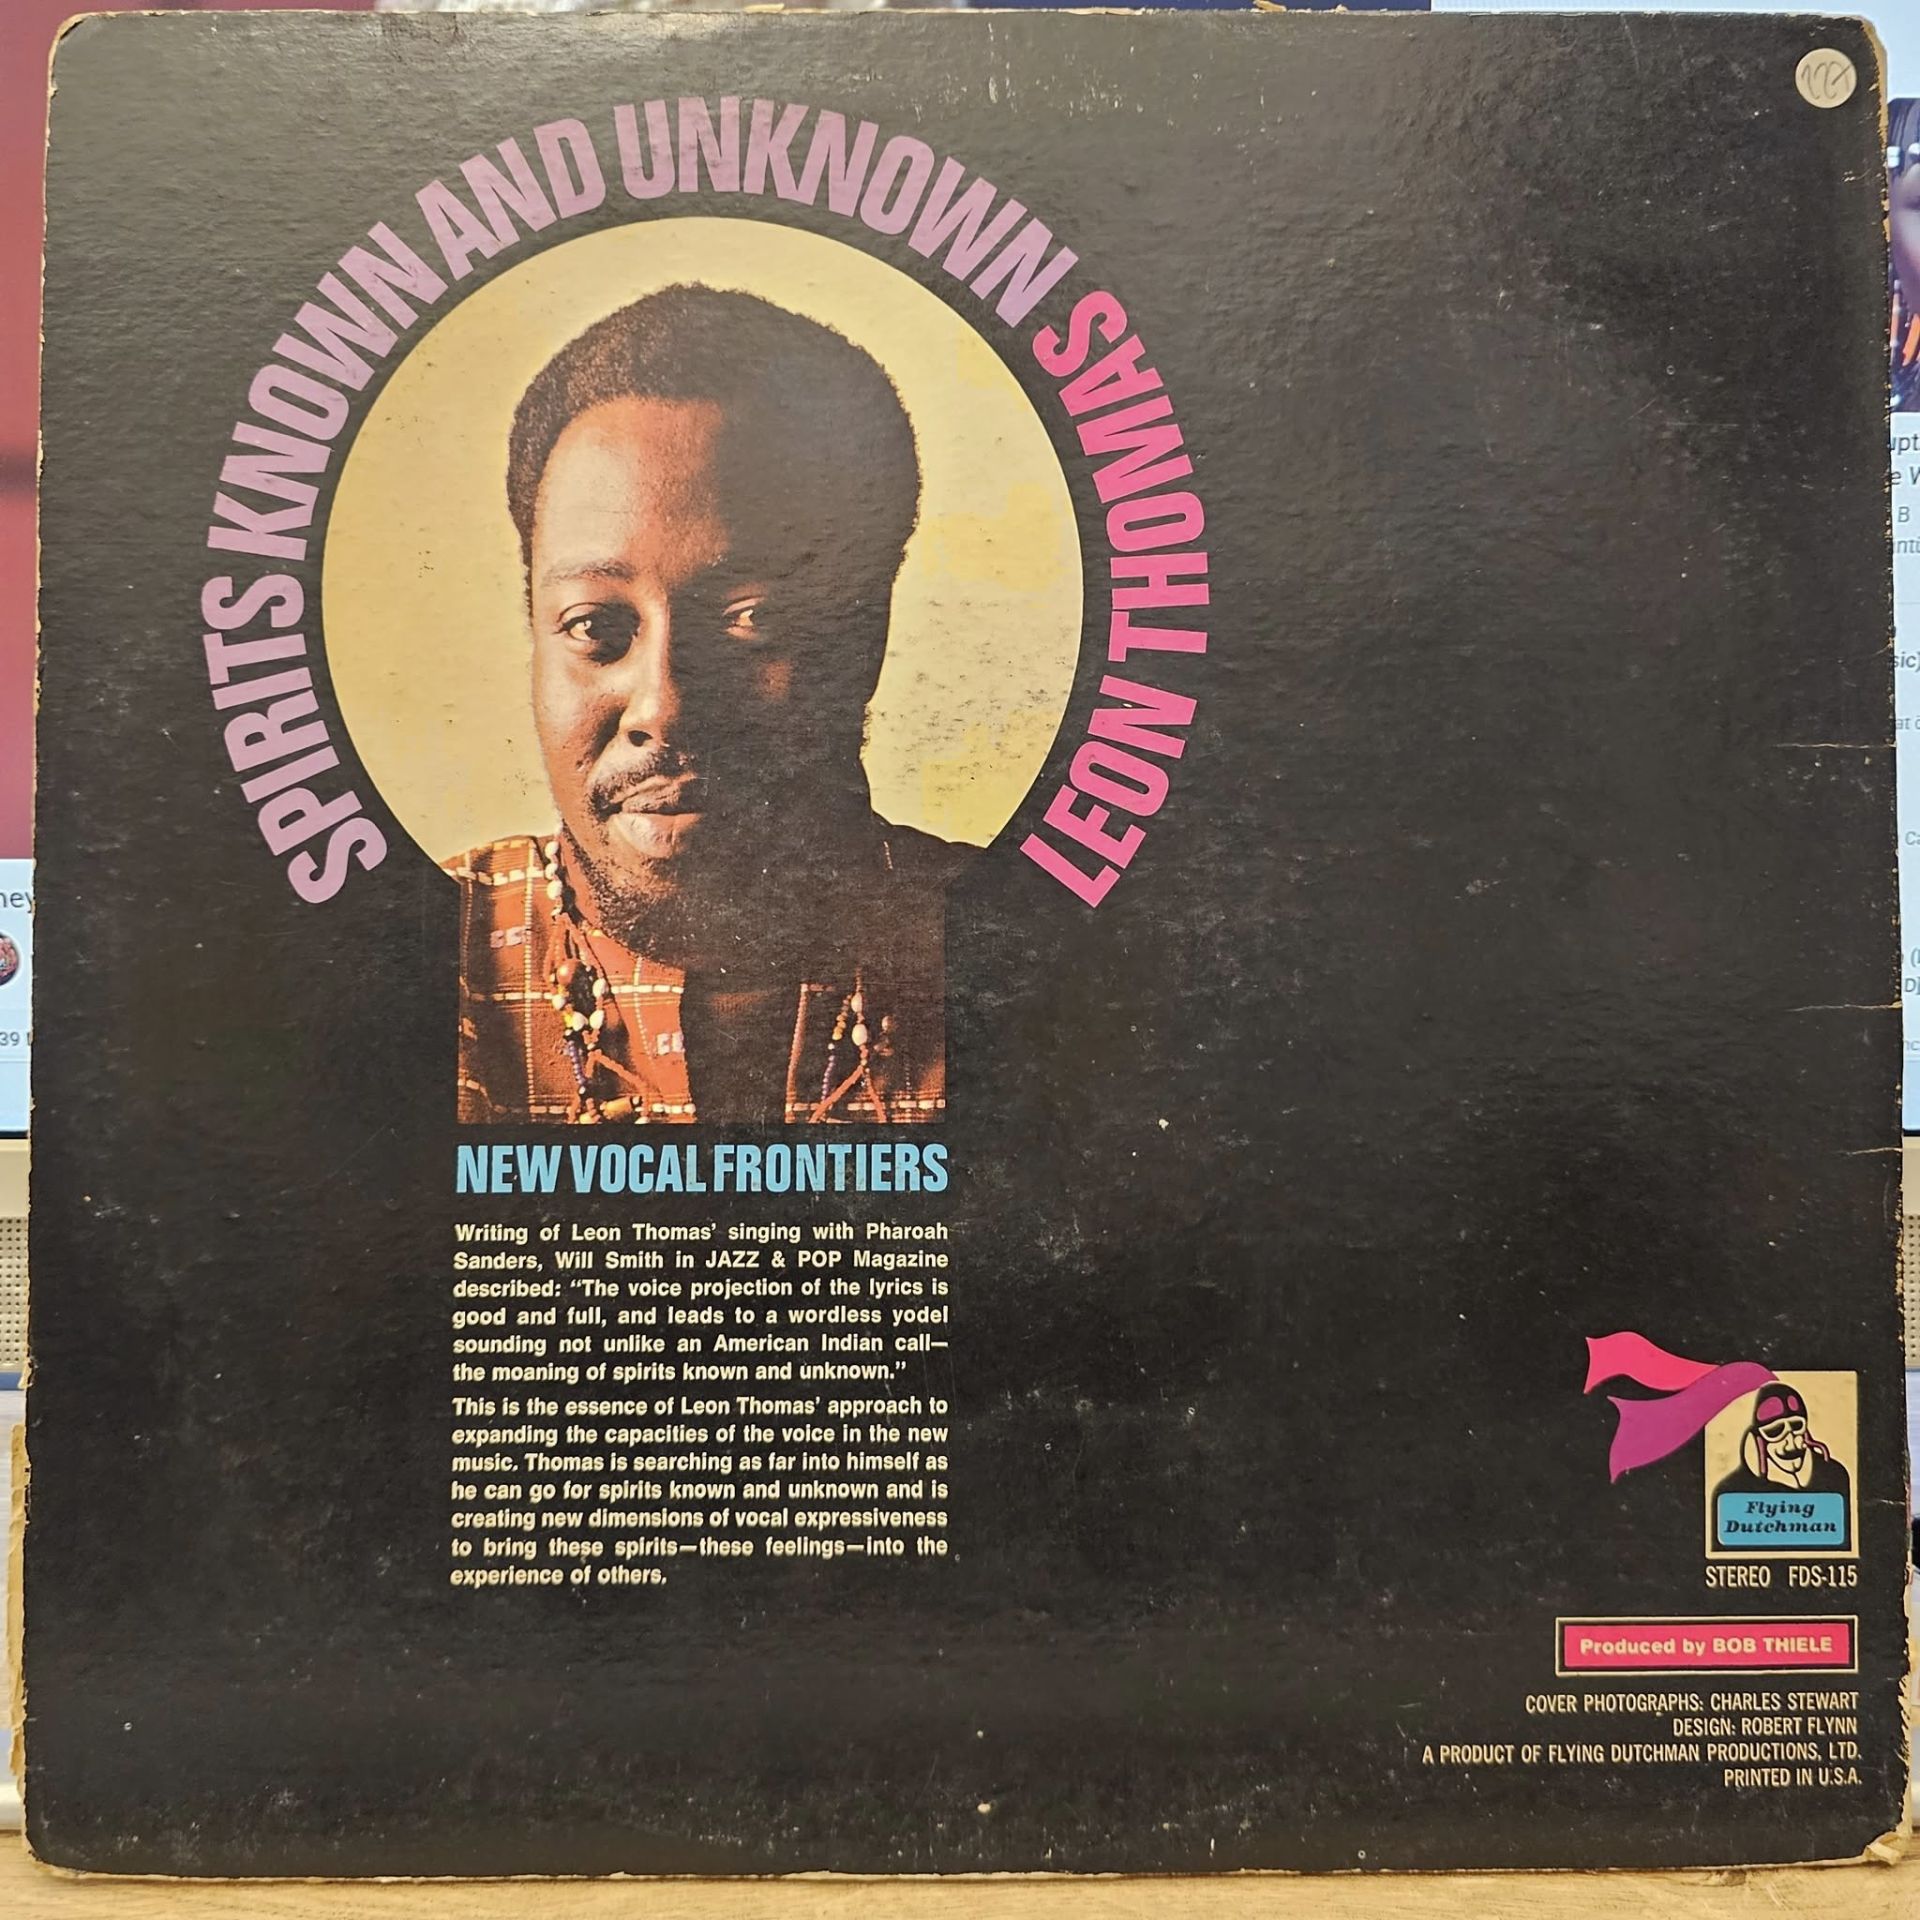 SPIRITS KNOWN AND UNKNOWN LEON THOMAS
NEW VOCAL FRONTIERS
Writing of Leon Thomas' singing with Pharoah
Sanders, Will Smith in JAZZ & POP Magazine
described: “The voice projection of the lyrics is
good and full, and leads to a wordless yodel
sounding not unlike an American Indian call—
the moaning of spirits known and unknown.”
This is the essence of Leon Thomas' approach to
expanding the capacities of the voice in the new
music. Thomas is searching as far into himself as
he can go for spirits known and unknown and is
creating new dimensions of vocal expressiveness
to bring these spirits—these feelings—into the
experience of others.
Flying
Dutchman
STEREO FDS-115
Produced by BOB THIELE
COVER PHOTOGRAPHS: CHARLES STEWART
DESIGN: ROBERT FLYNN
A PRODUCT OF FLYING DUTCHMAN PRODUCTIONS, LTD.
PRINTED IN U.S.A.